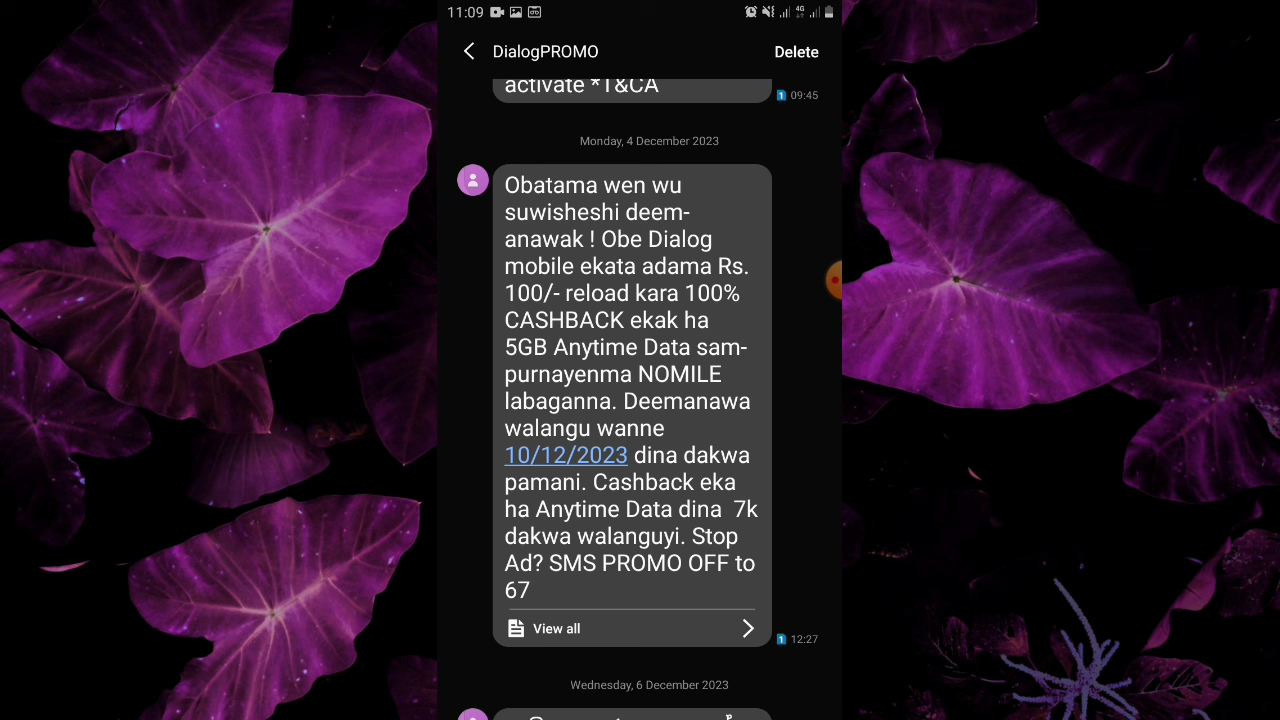 11:09
4G
DialogPROMO
Delete
activate *T&CA
1 09:45
Monday, 4 December 2023
Obatama wen wu
suwisheshi deem-
anawak ! Obe Dialog
mobile ekata adama Rs.
100/- reload kara 100%
CASHBACK ekak ha
5GB Anytime Data sam-
purnayenma NOMILE
labaganna. Deemanawa
walangu wanne
10/12/2023 dina dakwa
pamani. Cashback eka
ha Anytime Data dina  7k
dakwa walanguyi. Stop
Ad? SMS PROMO OFF to
67
View all
1 12:27
Wednesday, 6 December 2023